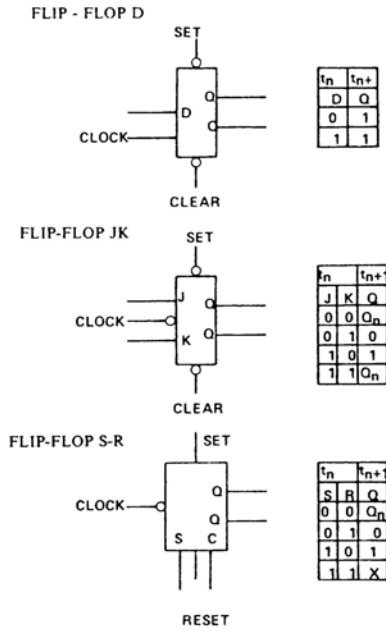 FLIP - FLOP D
SET
D
Q
Q
CLOCK
CLEAR
tn tn+
D Q
0 1
1 1
FLIP-FLOP JK
SET
J
Q
CLOCK
K
Q
CLEAR
tn tn+1
J K Q
0 0 Qn
0 1 0
1 0 1
1 1 Qn
FLIP-FLOP S-R
SET
CLOCK
Q
Q
S C
RESET
tn tn+1
S R Q
0 0 Qn
0 1 0
1 0 1
1 1 X